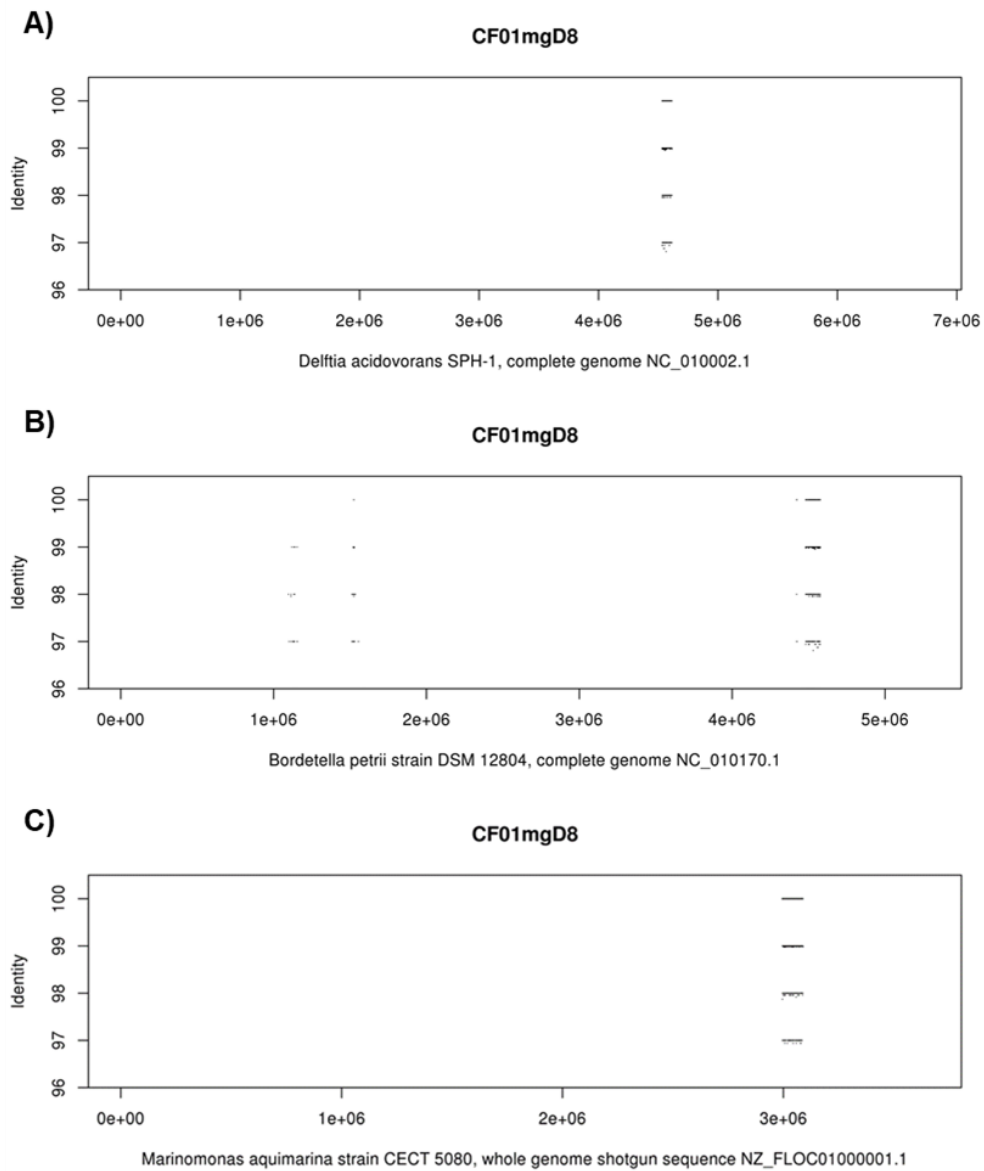 A)
CF01mgD8
Identity
100
99
98
97
96
0e+00 1e+06 2e+06 3e+06 4e+06 5e+06 6e+06 7e+06
Delftia acidovorans SPH-1, complete genome NC_010002.1
B)
CF01mgD8
Identity
100
99
98
97
96
0e+00 1e+06 2e+06 3e+06 4e+06 5e+06
Bordetella petrii strain DSM 12804, complete genome NC_010170.1
C)
CF01mgD8
Identity
100
99
98
97
96
0e+00 1e+06 2e+06 3e+06
Marinomonas aquimarina strain CECT 5080, whole genome shotgun sequence NZ_FLOC01000001.1